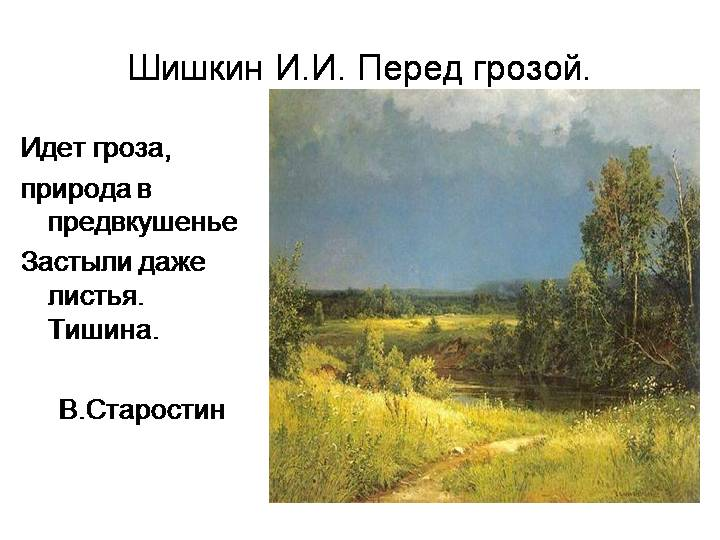 Шишкин И.И. Перед грозой.
Идет гроза,
природа в
предвкушенье
Застыли даже
листья.
Тишина.
В.Старостин